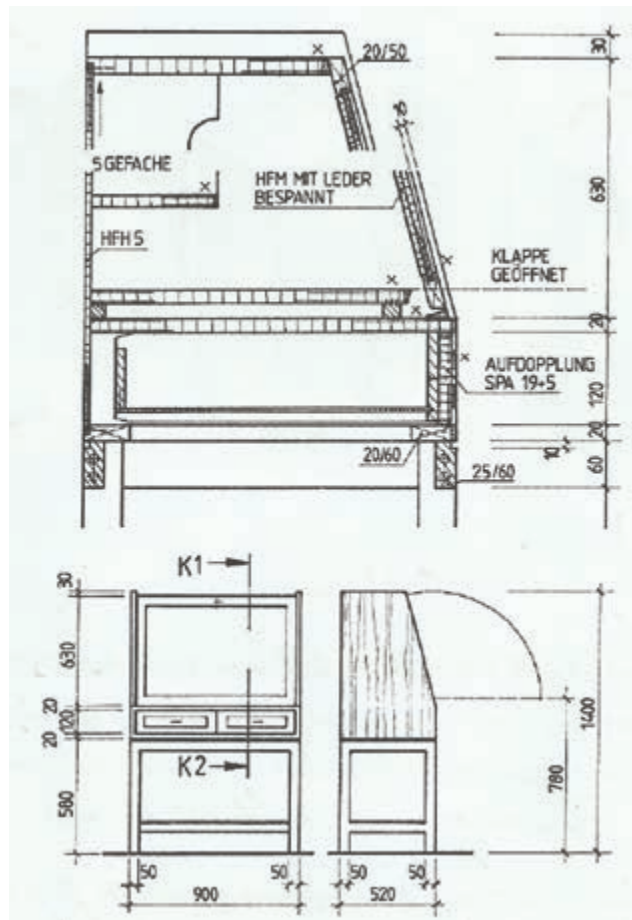 20/50
30
5 GEFACHE
HFM MIT LEDER
BESPANNT
630
HFH 5
KLAPPE
GEÖFFNET
20
AUFDOPPLUNG
SPA 19+5
120
20
20/60
10
25/60
60
K1
30
630
20
120
20
K2
580
1400
780
50
50
900
50
50
520